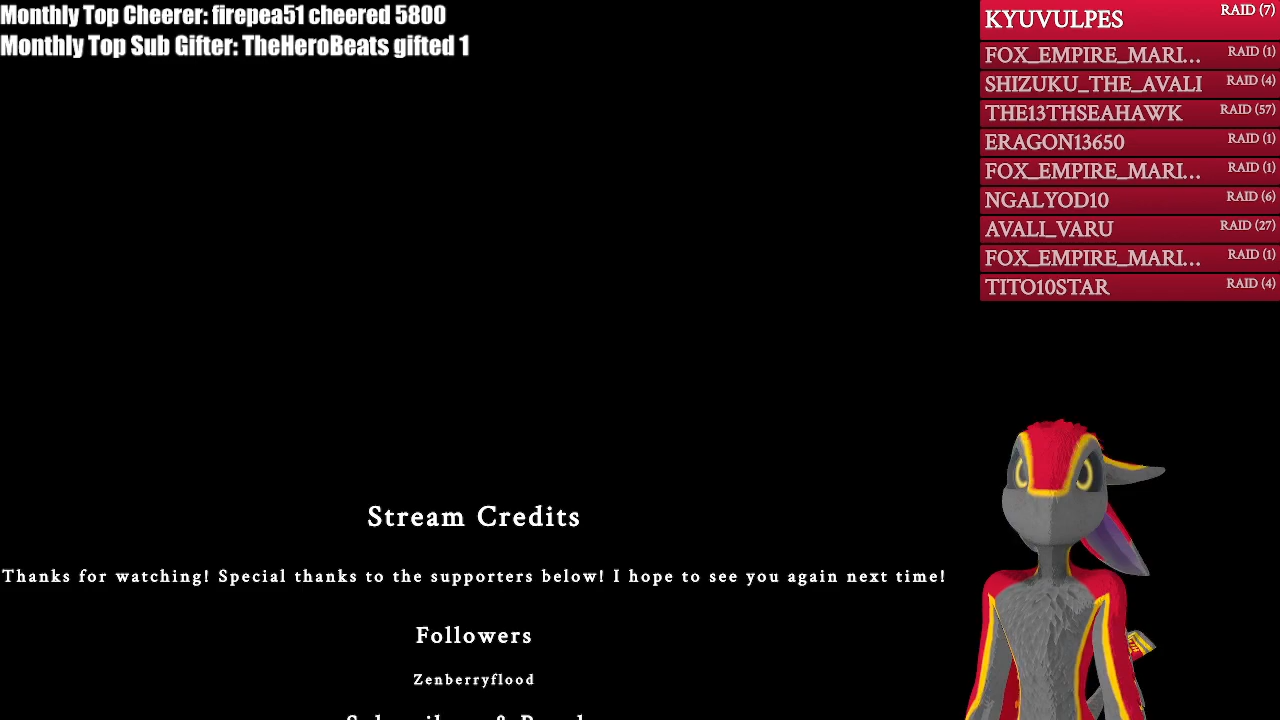 Monthly Top Cheerer: firepea51 cheered 5800
Monthly Top Sub Gifter: TheHeroBeats gifted 1
KYUVULPES RAID (7)
FOX_EMPIRE_MARI... RAID (1)
SHIZUKU_THE_AVALI RAID (4)
THE13THSEAHAWK RAID (57)
ERAGON13650 RAID (1)
FOX_EMPIRE_MARI... RAID (1)
NGALYOD10 RAID (6)
AVALI_VARU RAID (27)
FOX_EMPIRE_MARI... RAID (1)
TITO10STAR RAID (4)
Stream Credits
Thanks for watching! Special thanks to the supporters below! I hope to see you again next time!
Followers
Zenberryflood